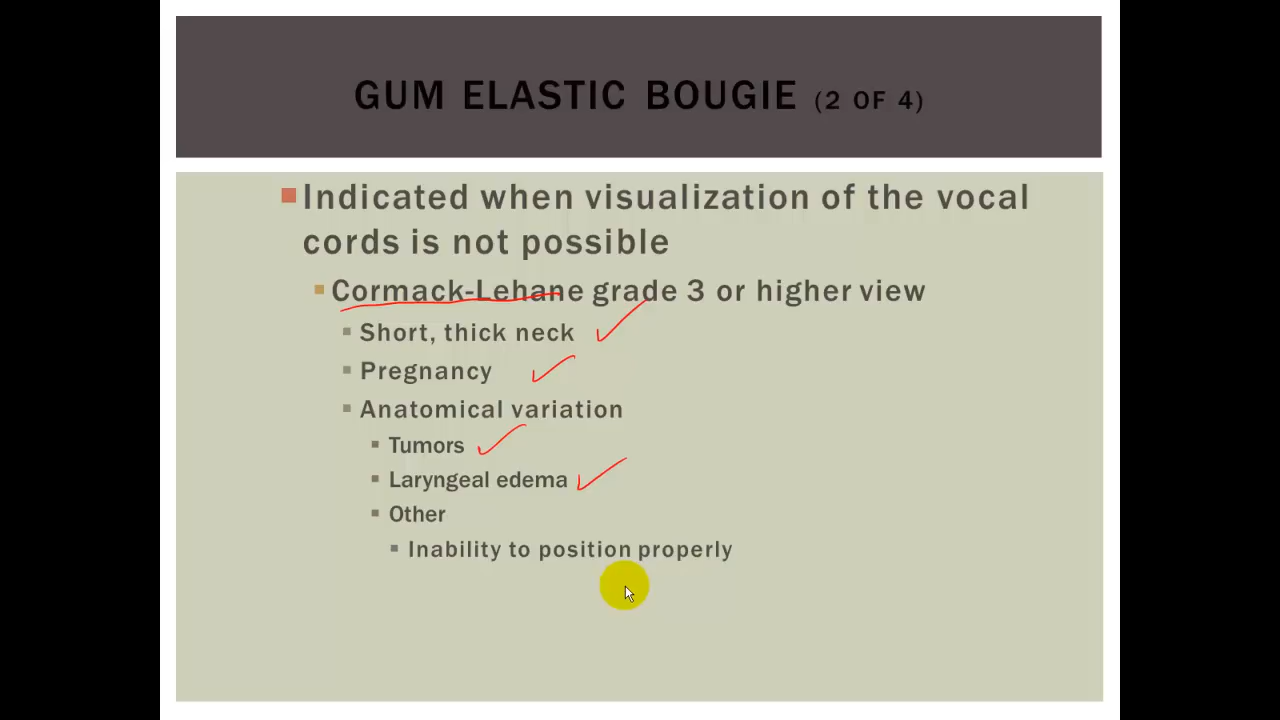 GUM ELASTIC BOUGIE (2 OF 4)
Indicated when visualization of the vocal
cords is not possible
Cormack-Lehane grade 3 or higher view
Short, thick neck
Pregnancy
Anatomical variation
Tumors
Laryngeal edema
Other
Inability to position properly